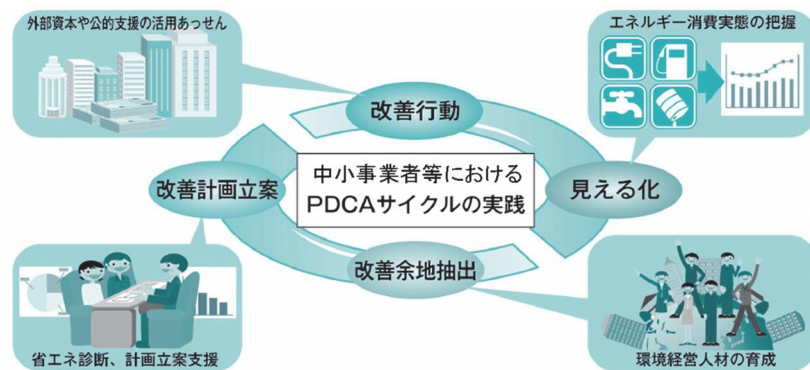 外部資本や公的支援の活用あっせん
エネルギー消費実態の把握
改善行動
中小事業者等における
PDCAサイクルの実践
改善計画立案
見える化
改善余地抽出
省エネ診断、計画立案支援
環境経営人材の育成